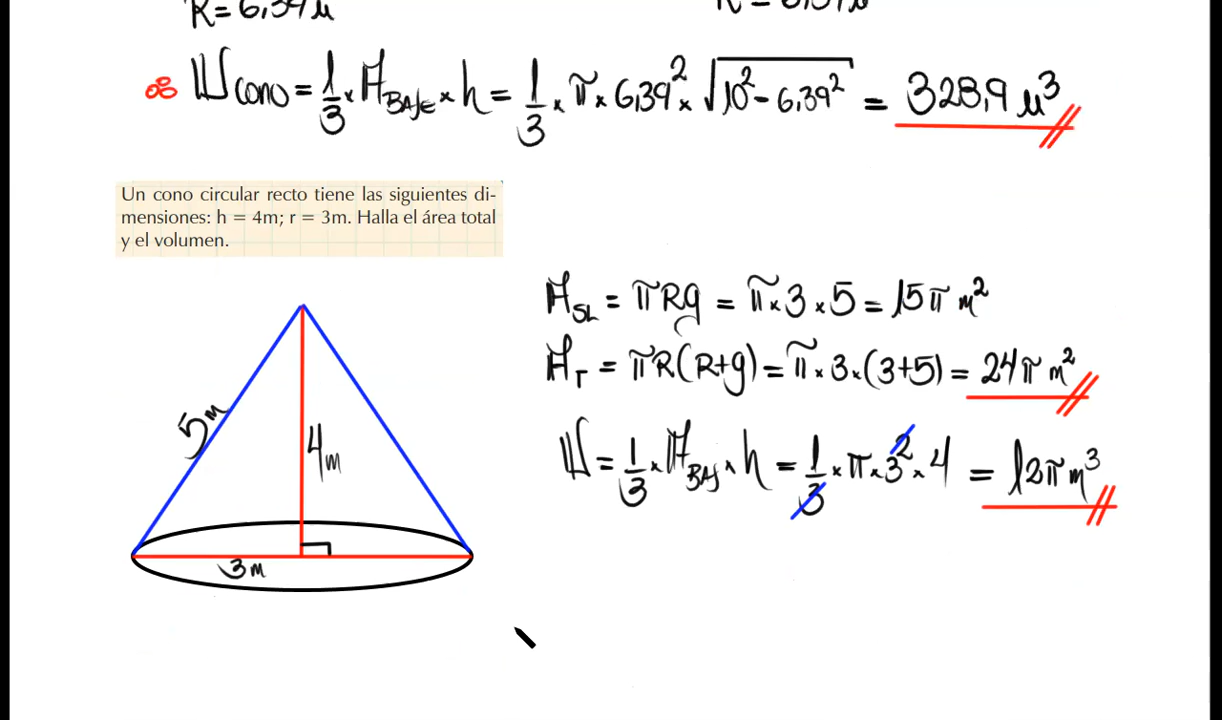 R = 6,39 u
∴ V cono = 1/3 × A BASE × h = 1/3 × π × 6,39² × √(10² - 6,39²) = 328,9 u³
Un cono circular recto tiene las siguientes di-
mensiones: h = 4m; r = 3m. Halla el área total
y el volumen.
A SL = πRg = π × 3 × 5 = 15π m²
A T = πR(R+g) = π × 3 × (3+5) = 24π m²
V = 1/3 × A BAS × h = 1/3 × π × 3² × 4 = 12π m³
5m
4m
3m